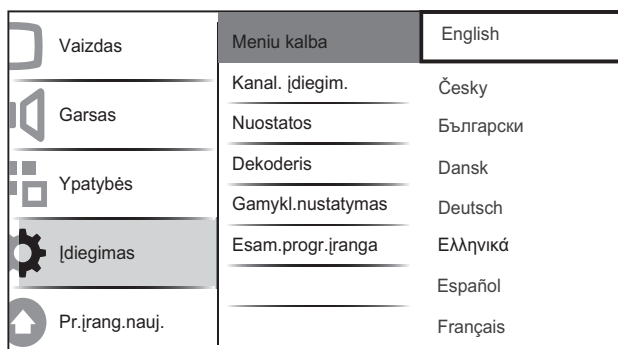 Vaizdas
Garsas
Ypatybės
Įdiegimas
Pr.įrang.nauj.
Meniu kalba
Kanal. įdiegim.
Nuostatos
Dekoderis
Gamykl.nustatymas
Esam.progr.įranga
English
Česky
Български
Dansk
Deutsch
Ελληνικά
Español
Français